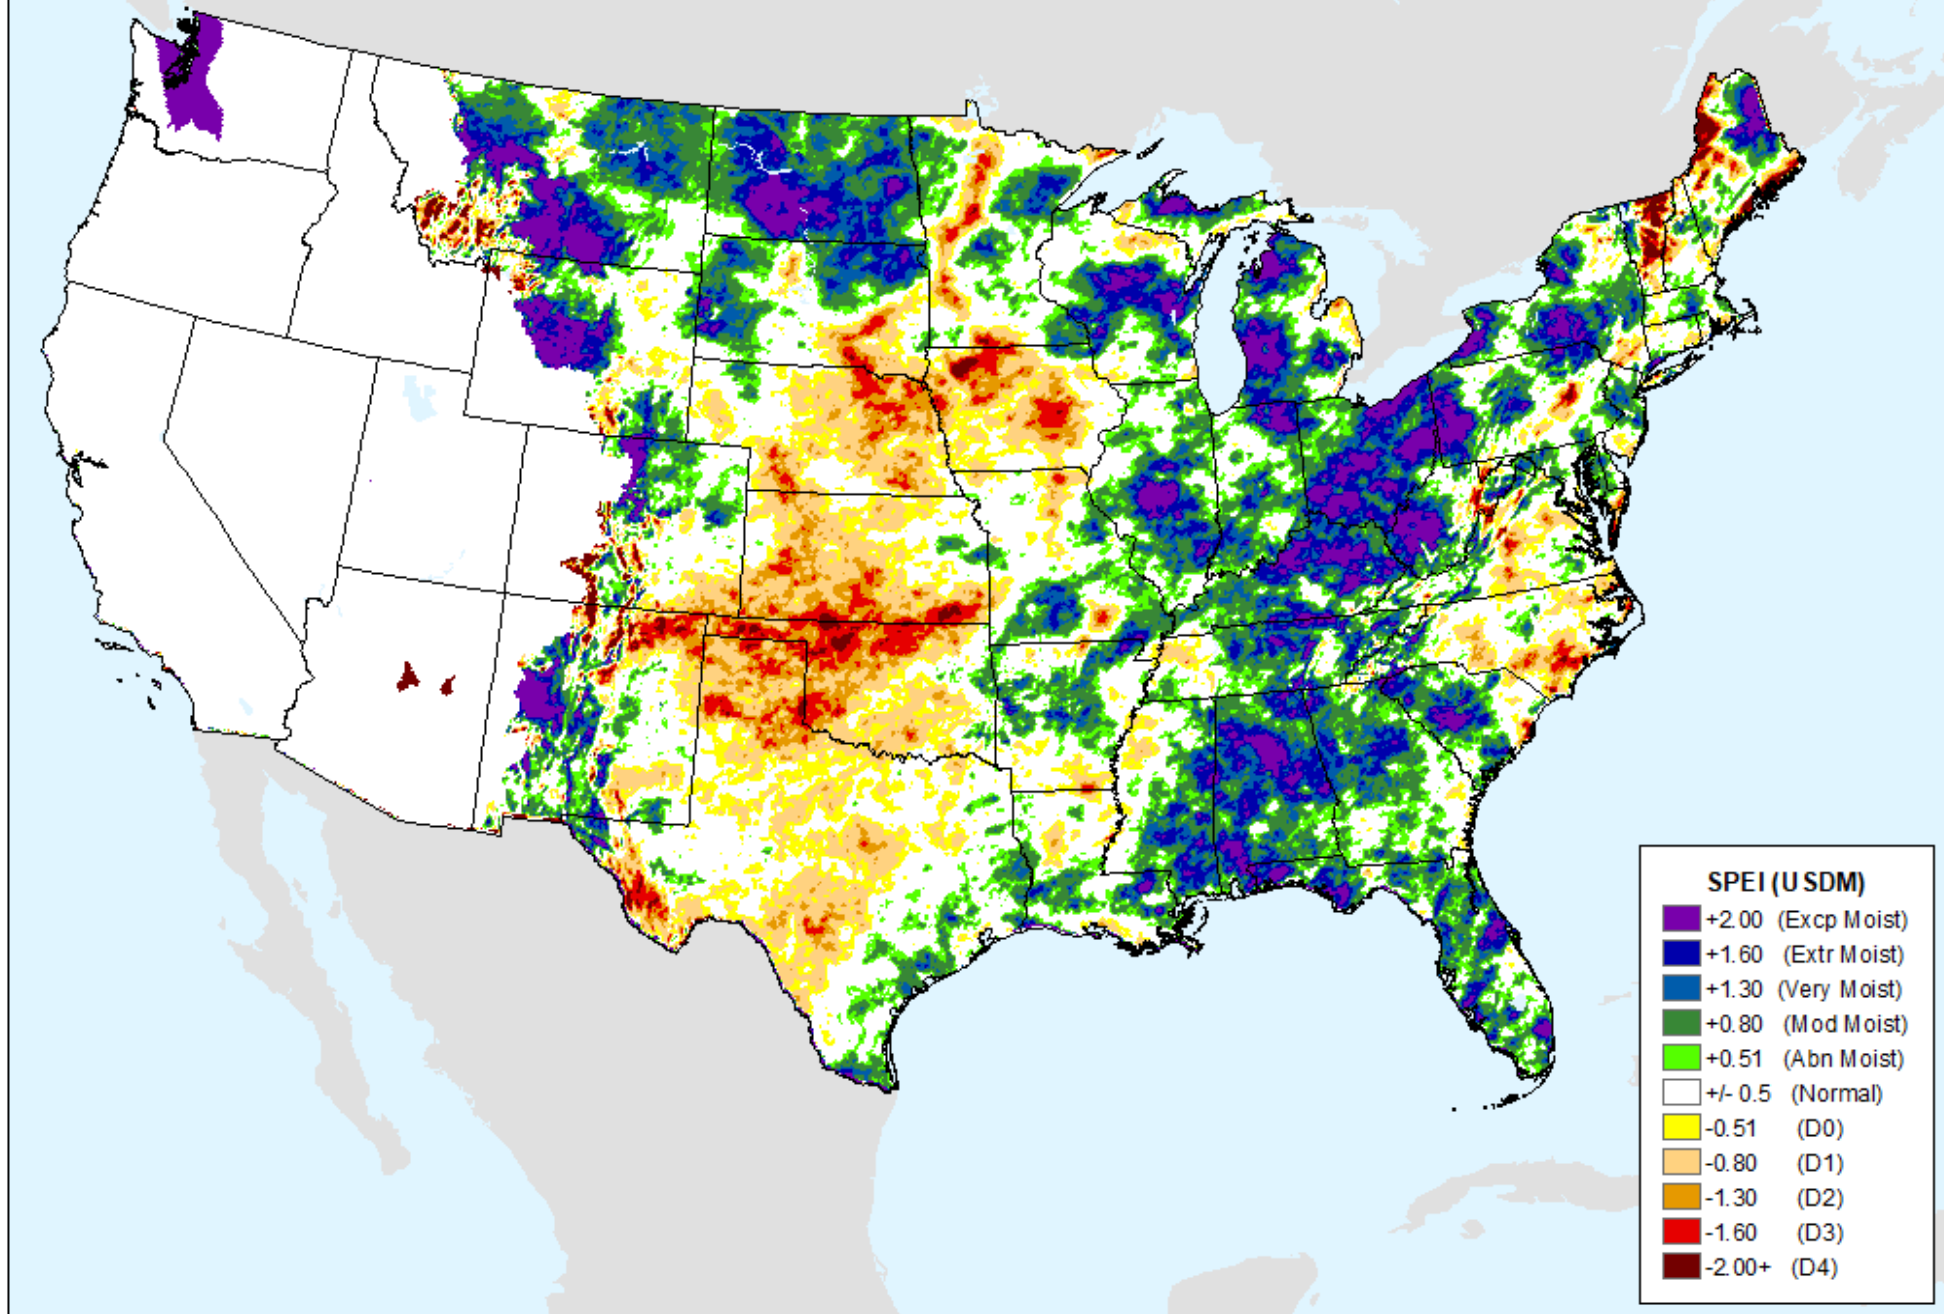 SPEI (USDM)
+2.00 (Excp Moist)
+1.60 (Extr Moist)
+1.30 (Very Moist)
+0.80 (Mod Moist)
+0.51 (Abn Moist)
+/- 0.5 (Normal)
-0.51 (D0)
-0.80 (D1)
-1.30 (D2)
-1.60 (D3)
-2.00+ (D4)